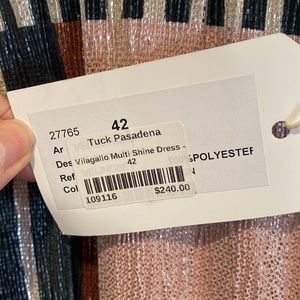 27765 42
Ar
Tuck Pasadena
Des
Vilagallo Multi Shine Dress -
42
Ref
%POLYESTER
Col
N
109116 $240.00